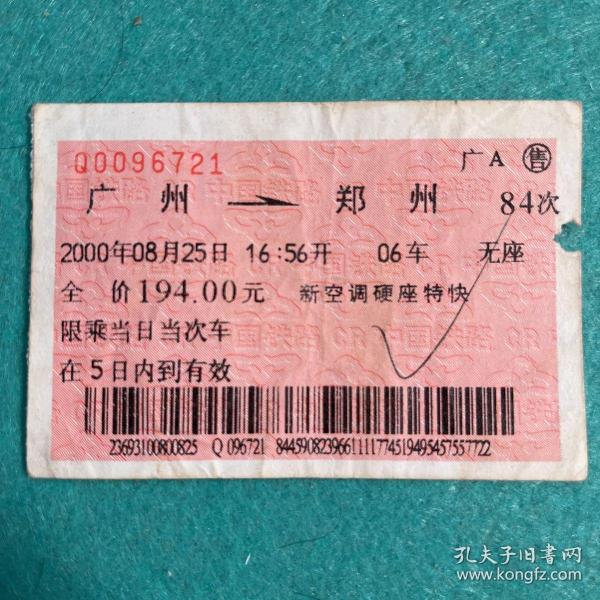 Q0096721 广A 售
广 州 → 郑 州 84次
2000年08月25日 16:56开 06车 无座
全 价194.00元 新空调硬座特快
限乘当日当次车
在5日内到有效
23693100800825 Q 096721 84459082396611117745194954575577​22
孔夫子旧书网
www.kongfz.com